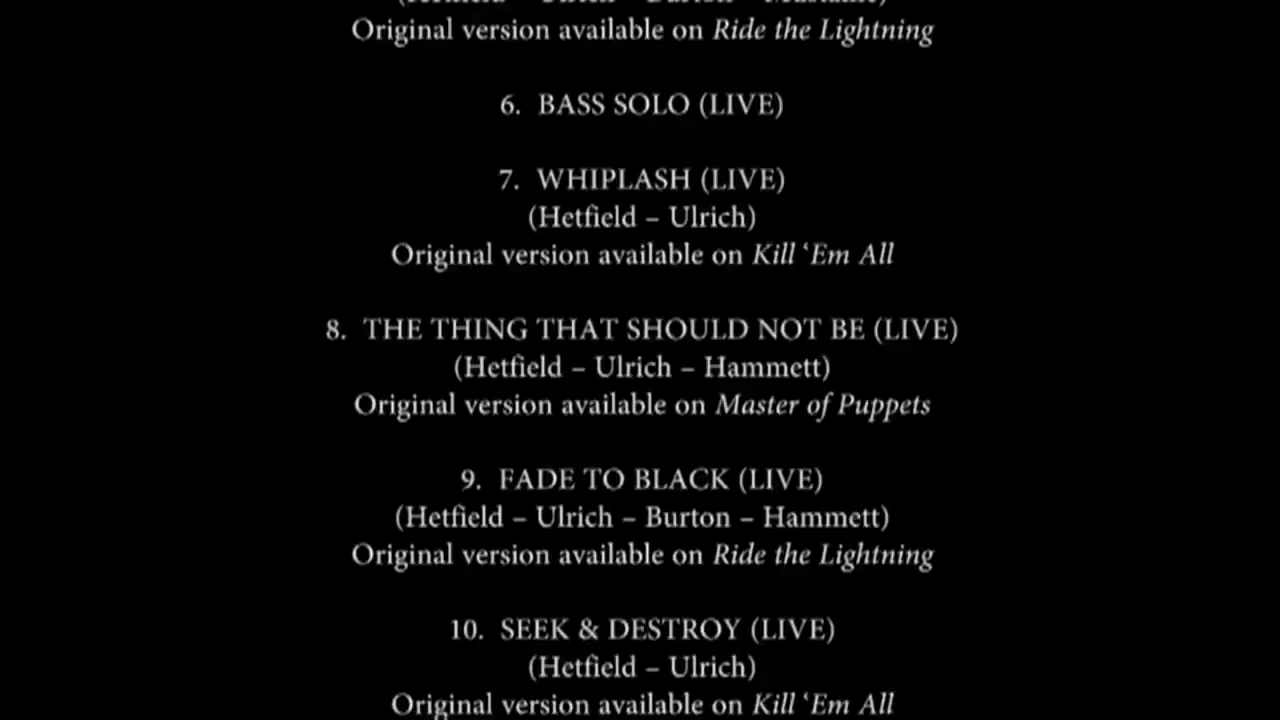 Original version available on Ride the Lightning
6. BASS SOLO (LIVE)
7. WHIPLASH (LIVE)
(Hetfield – Ulrich)
Original version available on Kill ‘Em All
8. THE THING THAT SHOULD NOT BE (LIVE)
(Hetfield – Ulrich – Hammett)
Original version available on Master of Puppets
9. FADE TO BLACK (LIVE)
(Hetfield – Ulrich – Burton – Hammett)
Original version available on Ride the Lightning
10. SEEK & DESTROY (LIVE)
(Hetfield – Ulrich)
Original version available on Kill ‘Em All